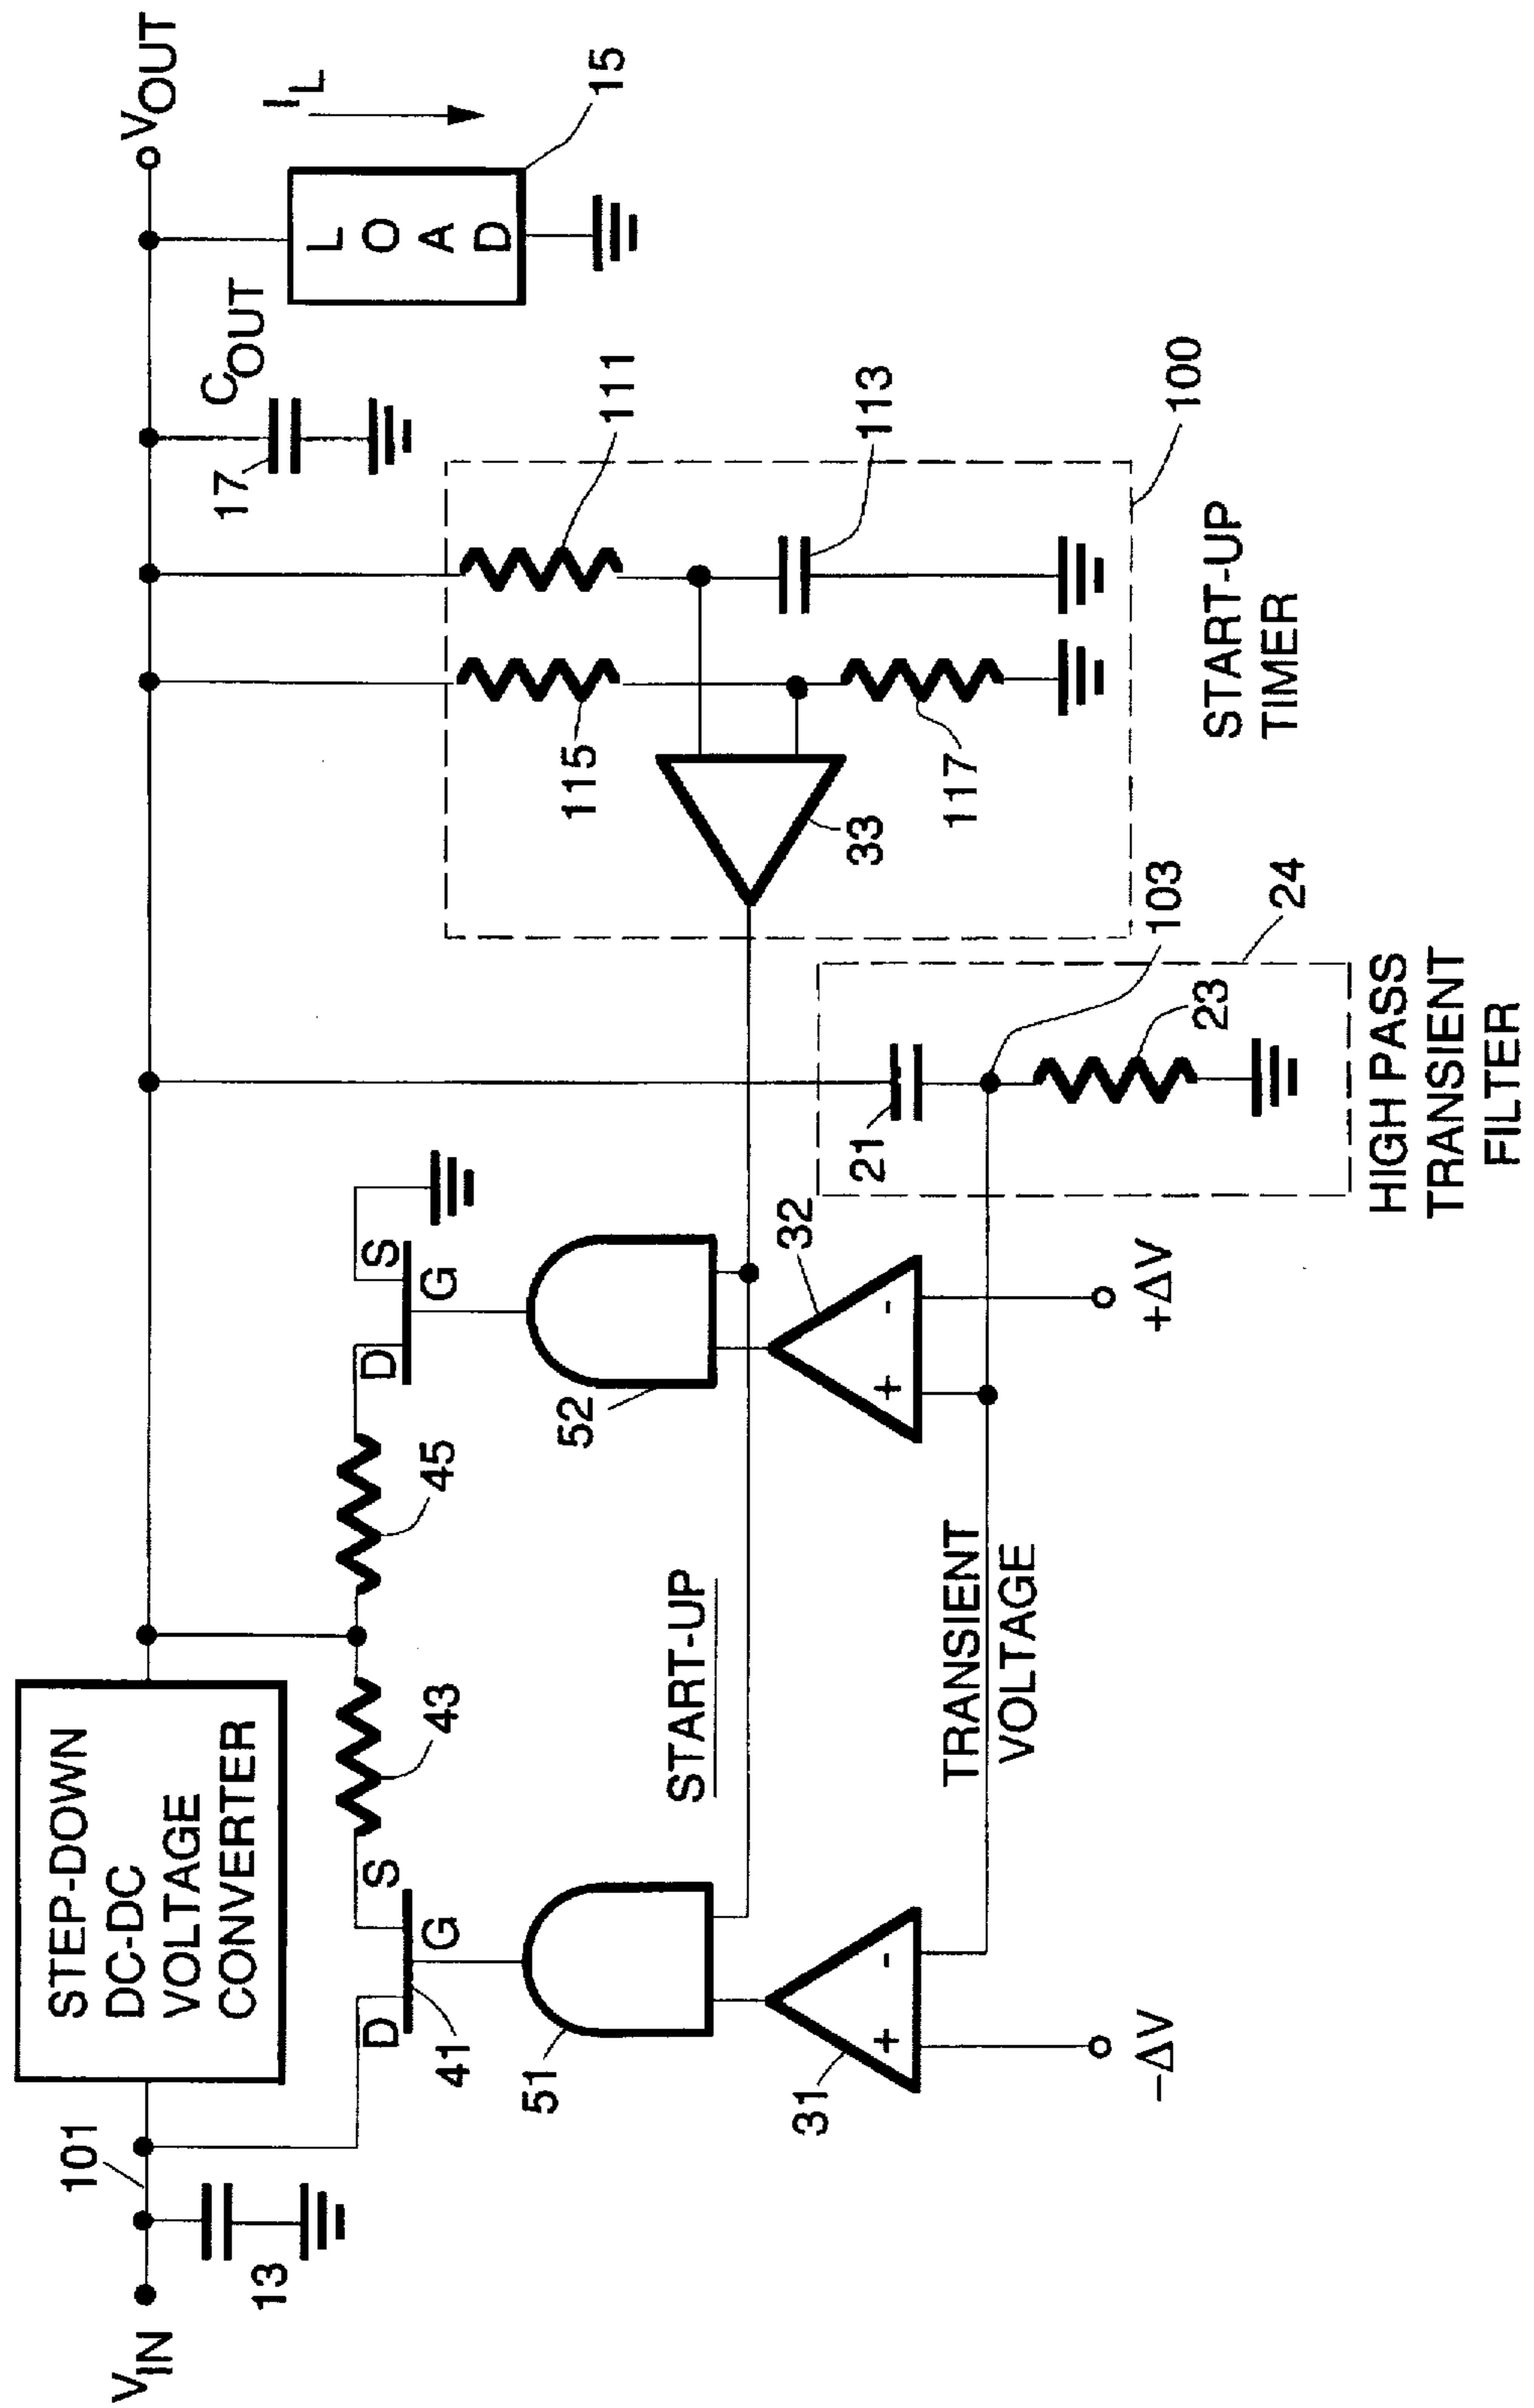 STEP-DOWN
DC-DC
VOLTAGE
CONVERTER
VIN
101
13
D
S
G
41
43
45
D
S
G
51
52
START-UP
31
+
-
−ΔV
32
+
-
+ΔV
TRANSIENT
VOLTAGE
21
23
103
24
HIGH PASS
TRANSIENT
FILTER
33
115
117
111
113
100
START-UP
TIMER
17
COUT
LOAD
15
IL
VOUT